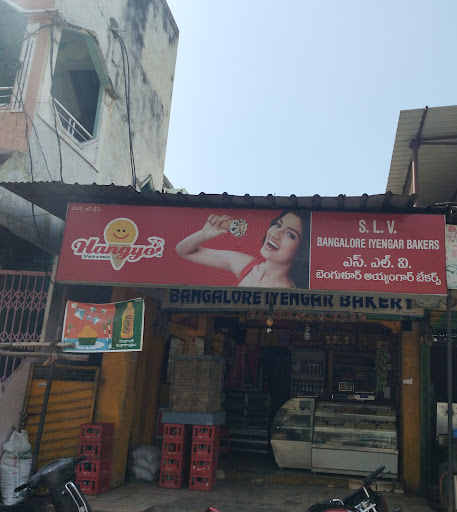 Hangyo
S. L. V.
BANGALORE IYENGAR BAKERS
ఎస్. ఎల్. వి.
బెంగుళూర్ అయ్యంగార్ బేకర్స్
BANGALORE IYENGAR BAKERY